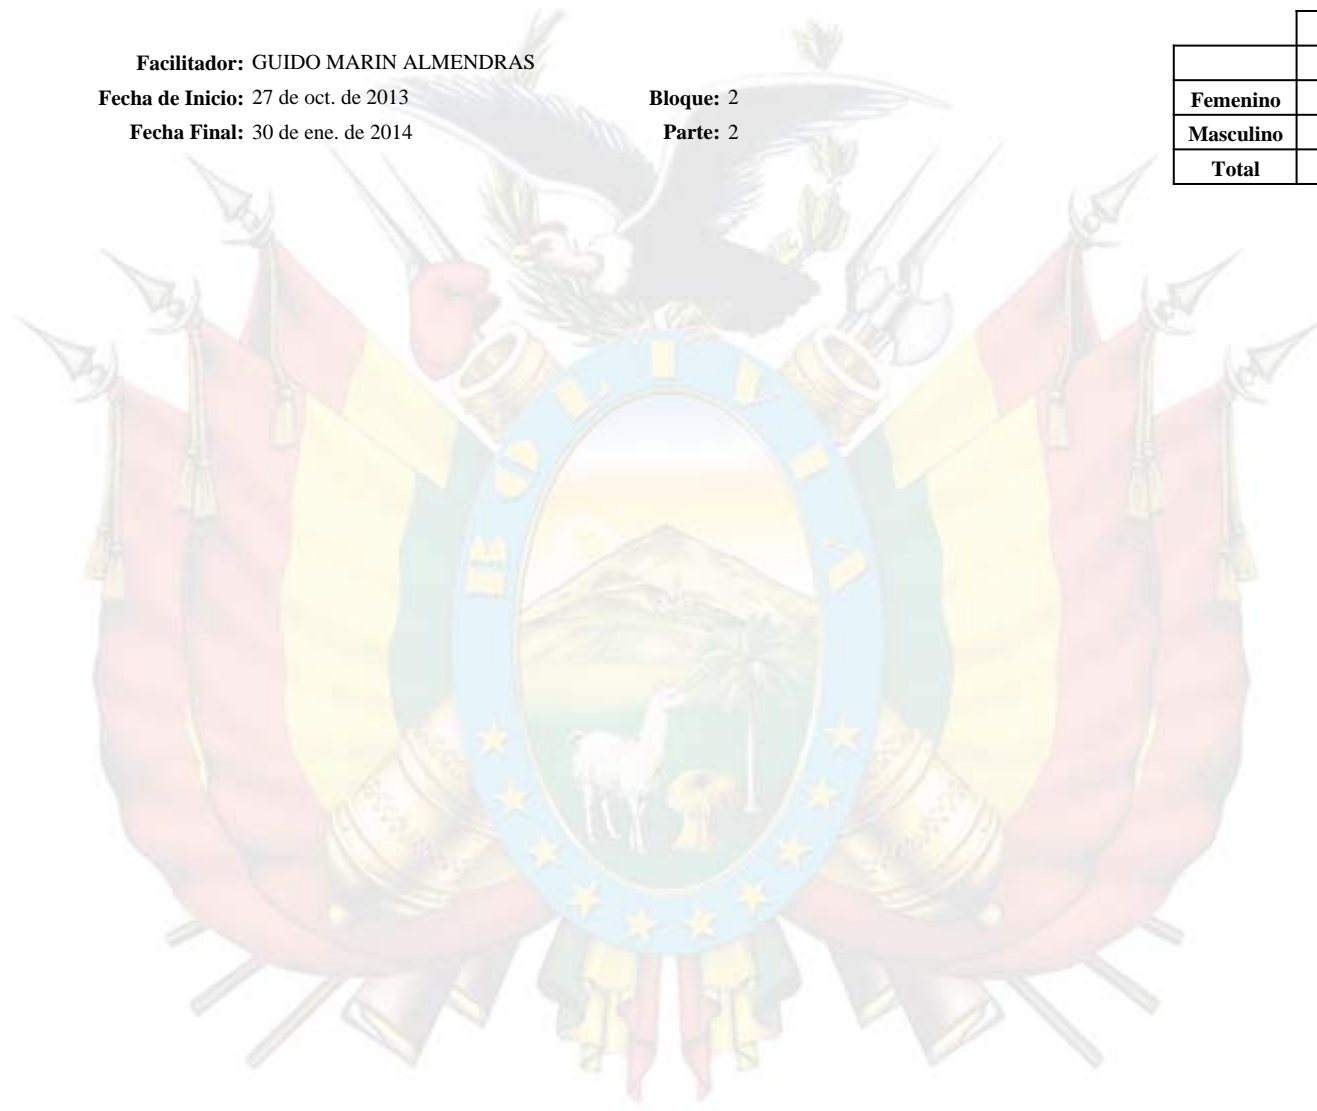 Facilitador: GUIDO MARIN ALMENDRAS
Fecha de Inicio: 27 de oct. de 2013 Bloque: 2
Fecha Final: 30 de ene. de 2014 Parte: 2
Femenino
Masculino
Total
BOLIVIA